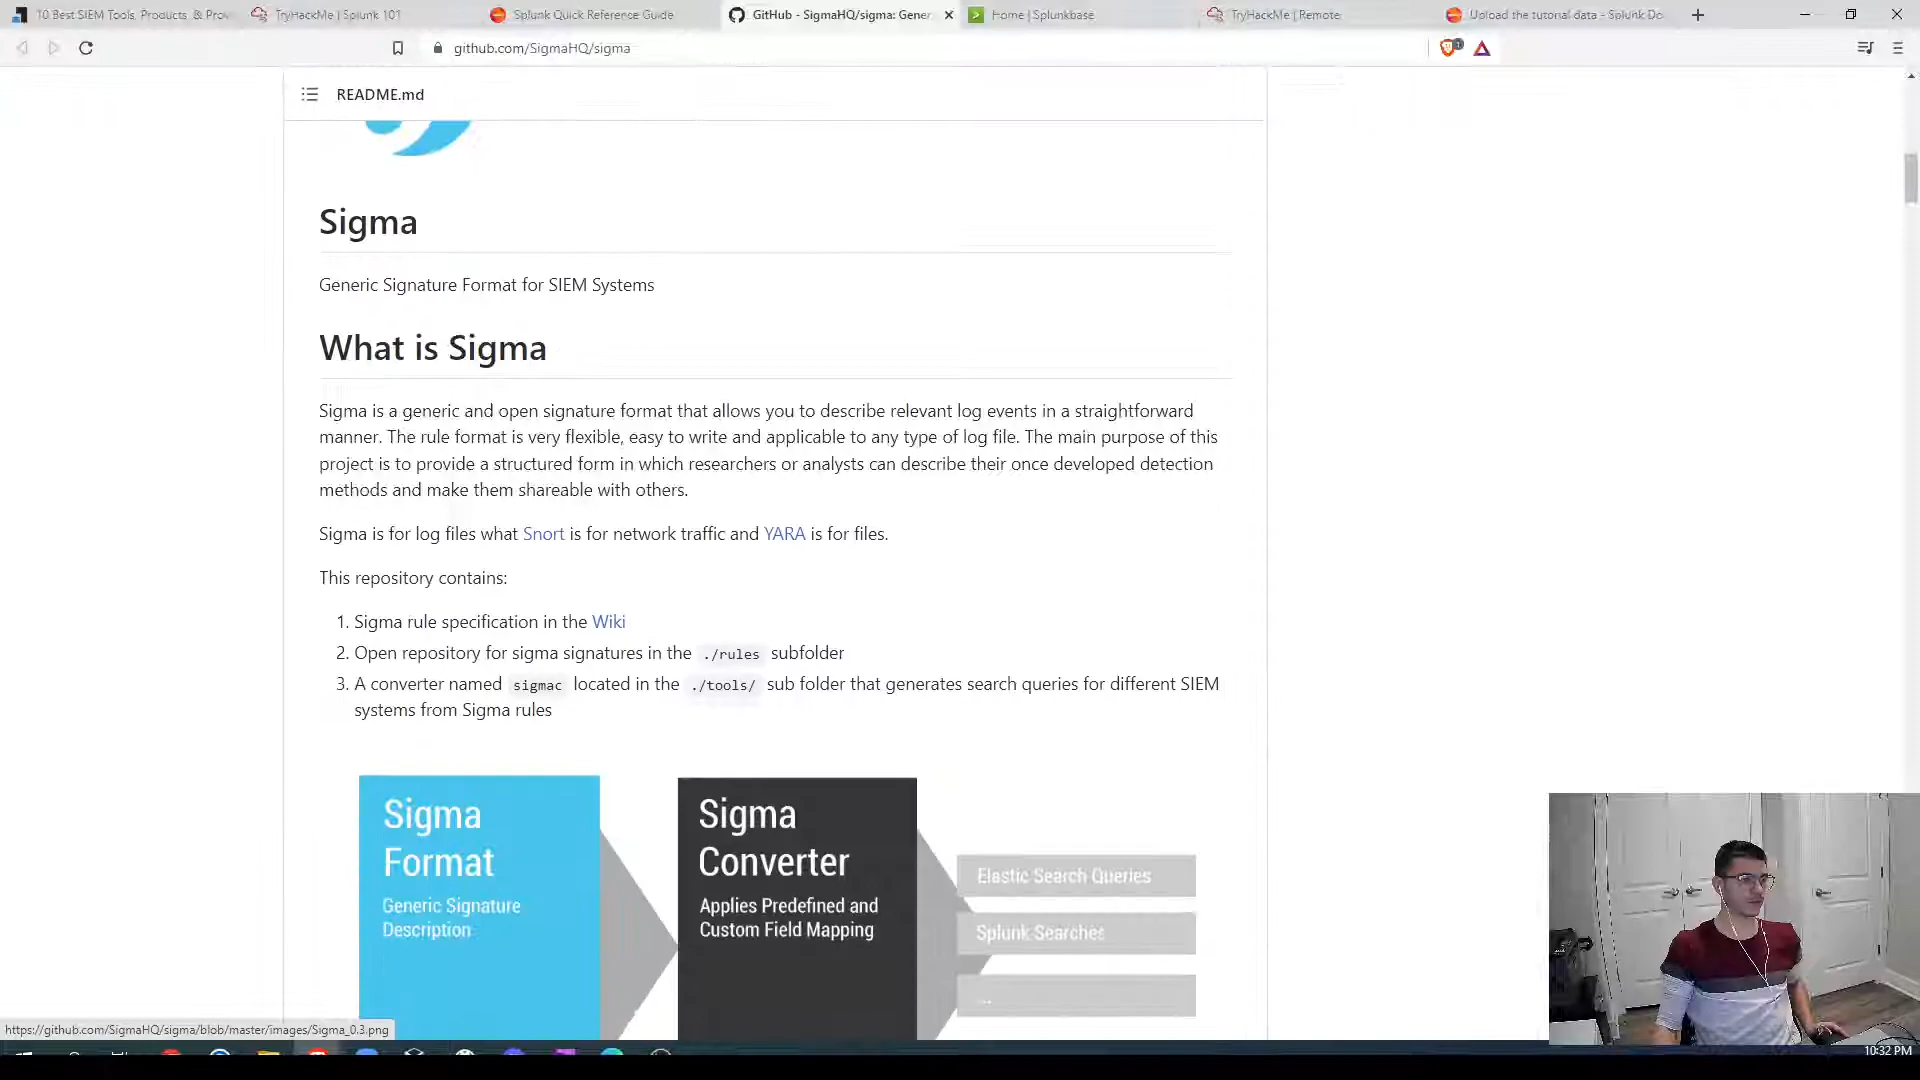 10 Best SIEM Tools, Products, & Prov
TryHackMe | Splunk 101
Splunk Quick Reference Guide
GitHub - SigmaHQ/sigma: Gener
Home | Splunkbase
TryHackMe | Remote
Upload the tutorial data - Splunk Do
github.com/SigmaHQ/sigma
1
README.md
Sigma
Generic Signature Format for SIEM Systems
What is Sigma
Sigma is a generic and open signature format that allows you to describe relevant log events in a straightforward
manner. The rule format is very flexible, easy to write and applicable to any type of log file. The main purpose of this
project is to provide a structured form in which researchers or analysts can describe their once developed detection
methods and make them shareable with others.
Sigma is for log files what Snort is for network traffic and YARA is for files.
This repository contains:
1. Sigma rule specification in the Wiki
2. Open repository for sigma signatures in the ./rules subfolder
3. A converter named sigmac located in the ./tools/ sub folder that generates search queries for different SIEM
systems from Sigma rules
Sigma
Format
Generic Signature
Description
Sigma
Converter
Applies Predefined and
Custom Field Mapping
Elastic Search Queries
Splunk Searches
...
https://github.com/SigmaHQ/sigma/blob/master/images/Sigma_0.3.png
10:32 PM